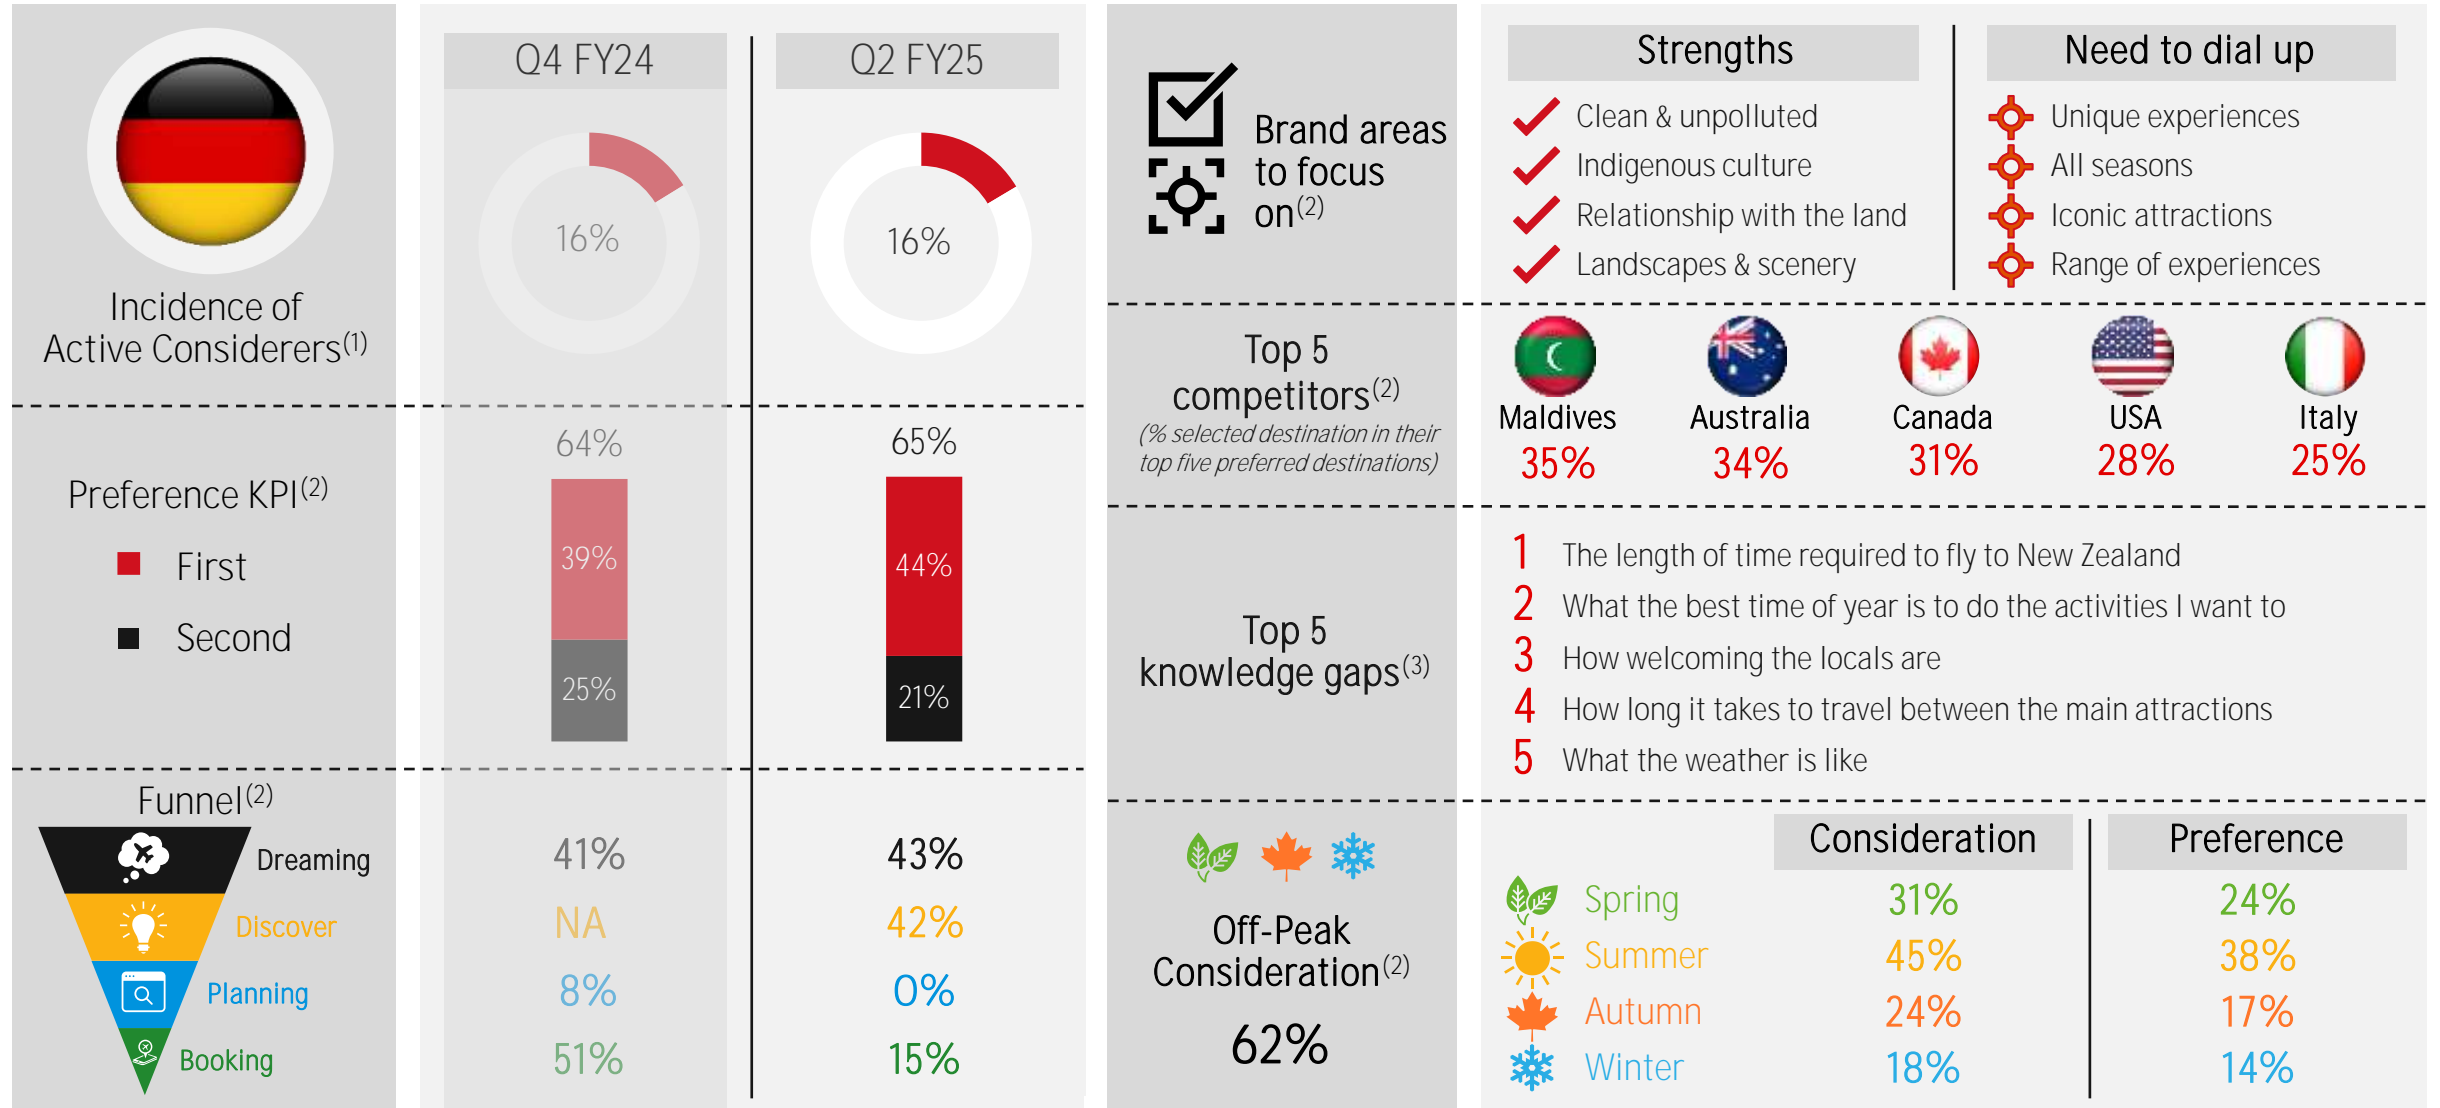 Incidence of
Active Considerers(1)
Q4 FY24
Q2 FY25
16%
16%
Preference KPI(2)
First
Second
64%
39%
25%
65%
44%
21%
Funnel(2)
Dreaming
Discover
Planning
Booking
41%
43%
NA
42%
8%
0%
51%
15%
Brand areas
to focus
on(2)
Strengths
Clean & unpolluted
Indigenous culture
Relationship with the land
Landscapes & scenery
Need to dial up
Unique experiences
All seasons
Iconic attractions
Range of experiences
Top 5
competitors(2)
(% selected destination in their
top five preferred destinations)
Maldives
35%
Australia
34%
Canada
31%
USA
28%
Italy
25%
Top 5
knowledge gaps(3)
1 The length of time required to fly to New Zealand
2 What the best time of year is to do the activities I want to
3 How welcoming the locals are
4 How long it takes to travel between the main attractions
5 What the weather is like
Off-Peak
Consideration(2)
62%
Consideration
Preference
Spring 31% 24%
Summer 45% 38%
Autumn 24% 17%
Winter 18% 14%